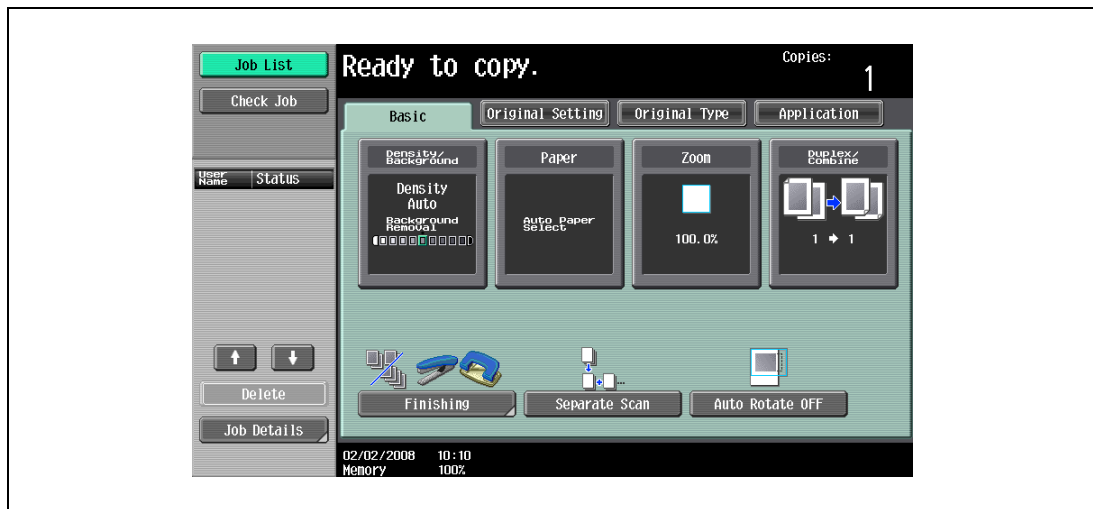 Job List
Check Job
User Name Status
Delete
Job Details
Ready to copy.
Copies:
1
Basic
Original Setting
Original Type
Application
Density/
Background
Density
Auto
Background
Removal
Paper
Auto Paper
Select
Zoom
100.0%
Duplex/
Combine
1 → 1
Finishing
Separate Scan
Auto Rotate OFF
02/02/2008 10:10
Memory 100%